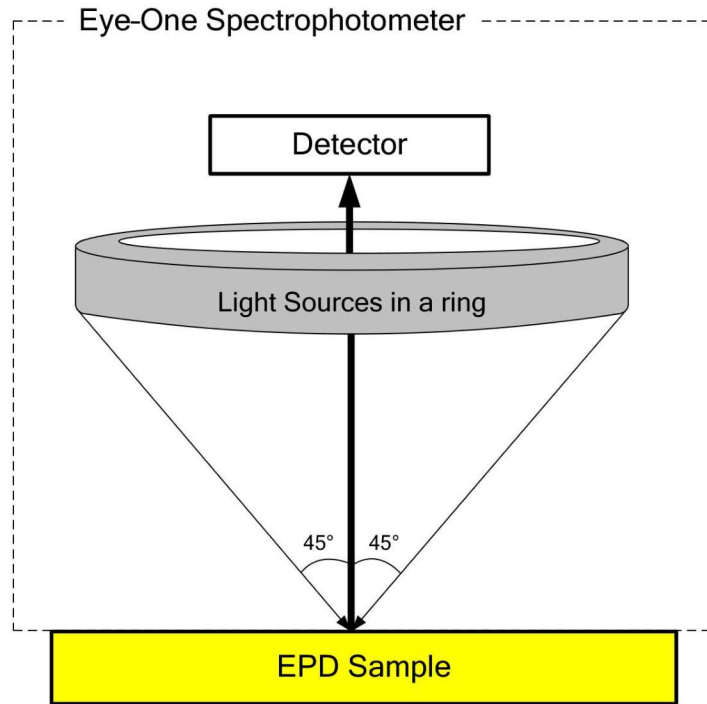 Eye-One Spectrophotometer
Detector
Light Sources in a ring
45° 45°
EPD Sample